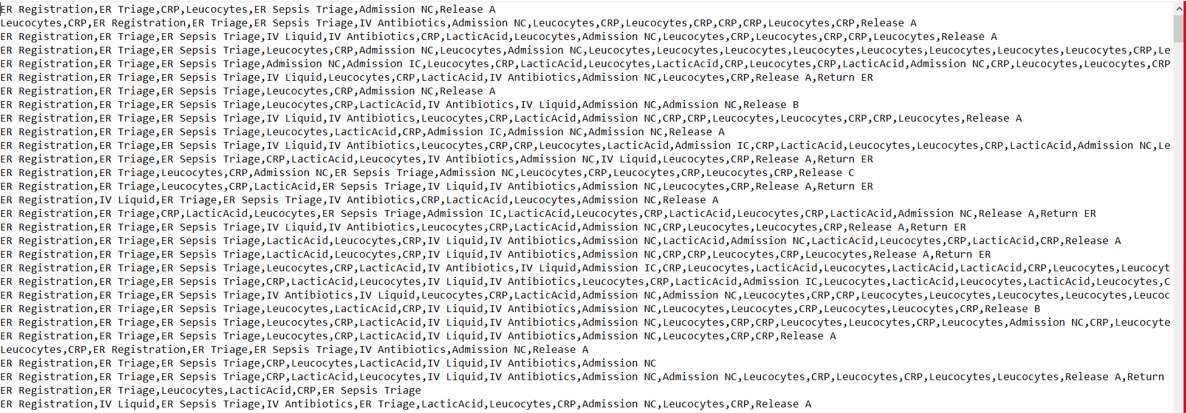 ER Registration,ER Triage,CRP,Leucocytes,ER Sepsis Triage,Admission NC,Release A
Leucocytes,CRP,ER Registration,ER Triage,ER Sepsis Triage,IV Antibiotics,Admission NC,Leucocytes,CRP,Leucocytes,CRP,CRP,CRP,Leucocytes,CRP,Release A
ER Registration,ER Triage,ER Sepsis Triage,IV Liquid,IV Antibiotics,CRP,LacticAcid,Leucocytes,Admission NC,Leucocytes,CRP,Leucocytes,CRP,CRP,Leucocytes,Release A
ER Registration,ER Triage,ER Sepsis Triage,Leucocytes,CRP,Admission NC,Leucocytes,Admission NC,Leucocytes,Leucocytes,Leucocytes,Leucocytes,Leucocytes,Leucocytes,Leucocytes,Leucocytes,CRP,Le
ER Registration,ER Triage,ER Sepsis Triage,Admission NC,Admission IC,Leucocytes,CRP,LacticAcid,Leucocytes,LacticAcid,CRP,Leucocytes,CRP,LacticAcid,Admission NC,CRP,Leucocytes,Leucocytes,CRP
ER Registration,ER Triage,ER Sepsis Triage,IV Liquid,Leucocytes,CRP,LacticAcid,IV Antibiotics,Admission NC,Leucocytes,CRP,Release A,Return ER
ER Registration,ER Triage,ER Sepsis Triage,Leucocytes,CRP,Admission NC,Release A
ER Registration,ER Triage,ER Sepsis Triage,Leucocytes,CRP,LacticAcid,IV Antibiotics,IV Liquid,Admission NC,Admission NC,Release B
ER Registration,ER Triage,ER Sepsis Triage,IV Liquid,IV Antibiotics,Leucocytes,CRP,LacticAcid,Admission NC,CRP,Leucocytes,Leucocytes,CRP,CRP,Leucocytes,Release A
ER Registration,ER Triage,ER Sepsis Triage,Leucocytes,LacticAcid,CRP,Admission IC,Admission NC,Admission NC,Release A
ER Registration,ER Triage,ER Sepsis Triage,IV Antibiotics,Leucocytes,CRP,CRP,Leucocytes,LacticAcid,Admission IC,CRP,LacticAcid,Leucocytes,Leucocytes,CRP,LacticAcid,Admission NC,Le
ER Registration,ER Triage,ER Sepsis Triage,CRP,LacticAcid,Leucocytes,IV Antibiotics,Admission NC,IV Liquid,Leucocytes,CRP,Release A,Return ER
ER Registration,ER Triage,Leucocytes,CRP,Admission NC,ER Sepsis Triage,Admission NC,Leucocytes,CRP,Leucocytes,CRP,Leucocytes,CRP,Release C
ER Registration,ER Triage,Leucocytes,CRP,LacticAcid,ER Sepsis Triage,IV Liquid,IV Antibiotics,Admission NC,Leucocytes,CRP,Release A,Return ER
ER Registration,IV Liquid,ER Triage,ER Sepsis Triage,IV Antibiotics,CRP,LacticAcid,Leucocytes,Admission NC,Release A
ER Registration,ER Triage,CRP,LacticAcid,Leucocytes,ER Sepsis Triage,Admission IC,LacticAcid,Leucocytes,CRP,LacticAcid,Leucocytes,CRP,LacticAcid,Admission NC,Release A,Return ER
ER Registration,ER Triage,ER Sepsis Triage,IV Liquid,IV Antibiotics,Leucocytes,CRP,LacticAcid,Admission NC,CRP,Leucocytes,Leucocytes,CRP,Release A,Return ER
ER Registration,ER Triage,ER Sepsis Triage,LacticAcid,Leucocytes,CRP,IV Liquid,IV Antibiotics,Admission NC,LacticAcid,Admission NC,LacticAcid,Leucocytes,CRP,LacticAcid,CRP,Release A
ER Registration,ER Triage,ER Sepsis Triage,LacticAcid,Leucocytes,CRP,IV Liquid,IV Antibiotics,Admission NC,CRP,CRP,Leucocytes,CRP,Leucocytes,Release A,Return ER
ER Registration,ER Triage,ER Sepsis Triage,Leucocytes,CRP,LacticAcid,IV Antibiotics,IV Liquid,Admission IC,CRP,Leucocytes,LacticAcid,Leucocytes,LacticAcid,LacticAcid,CRP,Leucocytes,Leucocyt
ER Registration,ER Triage,ER Sepsis Triage,CRP,LacticAcid,Leucocytes,IV Liquid,IV Antibiotics,Leucocytes,CRP,LacticAcid,Admission IC,Leucocytes,LacticAcid,Leucocytes,LacticAcid,Leucocytes,C
ER Registration,ER Triage,ER Sepsis Triage,IV Antibiotics,IV Liquid,Leucocytes,CRP,LacticAcid,Admission NC,Admission NC,Leucocytes,CRP,CRP,Leucocytes,Leucocytes,Leucocytes,Leucocytes,Leucoc
ER Registration,ER Triage,ER Sepsis Triage,Leucocytes,LacticAcid,CRP,IV Liquid,IV Antibiotics,Admission NC,Leucocytes,Leucocytes,CRP,Leucocytes,Leucocytes,CRP,Release B
ER Registration,ER Triage,ER Sepsis Triage,Leucocytes,CRP,LacticAcid,IV Liquid,IV Antibiotics,Admission NC,Leucocytes,CRP,CRP,Leucocytes,Leucocytes,CRP,Leucocytes,Admission NC,CRP,Leucocyte
ER Registration,ER Triage,ER Sepsis Triage,Leucocytes,CRP,LacticAcid,IV Liquid,IV Antibiotics,Admission NC,Leucocytes,CRP,CRP,Release A
Leucocytes,CRP,ER Registration,ER Triage,ER Sepsis Triage,IV Antibiotics,Admission NC,Release A
ER Registration,ER Triage,ER Sepsis Triage,CRP,Leucocytes,LacticAcid,IV Liquid,IV Antibiotics,Admission NC
ER Registration,ER Triage,ER Sepsis Triage,CRP,LacticAcid,Leucocytes,IV Liquid,IV Antibiotics,Admission NC,Admission NC,Leucocytes,CRP,Leucocytes,CRP,Leucocytes,Leucocytes,Release A,Return
ER Registration,ER Triage,Leucocytes,LacticAcid,CRP,ER Sepsis Triage
ER Registration,IV Liquid,ER Sepsis Triage,IV Antibiotics,ER Triage,LacticAcid,Leucocytes,CRP,Admission NC,Leucocytes,CRP,Release A